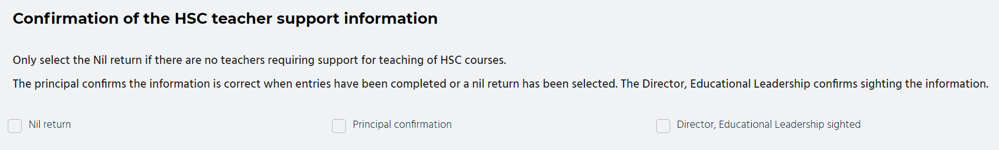 Confirmation of the HSC teacher support information
Only select the Nil return if there are no teachers requiring support for teaching of HSC courses.
The principal confirms the information is correct when entries have been completed or a nil return has been selected. The Director, Educational Leadership confirms sighting the information.
Nil return
Principal confirmation
Director, Educational Leadership sighted